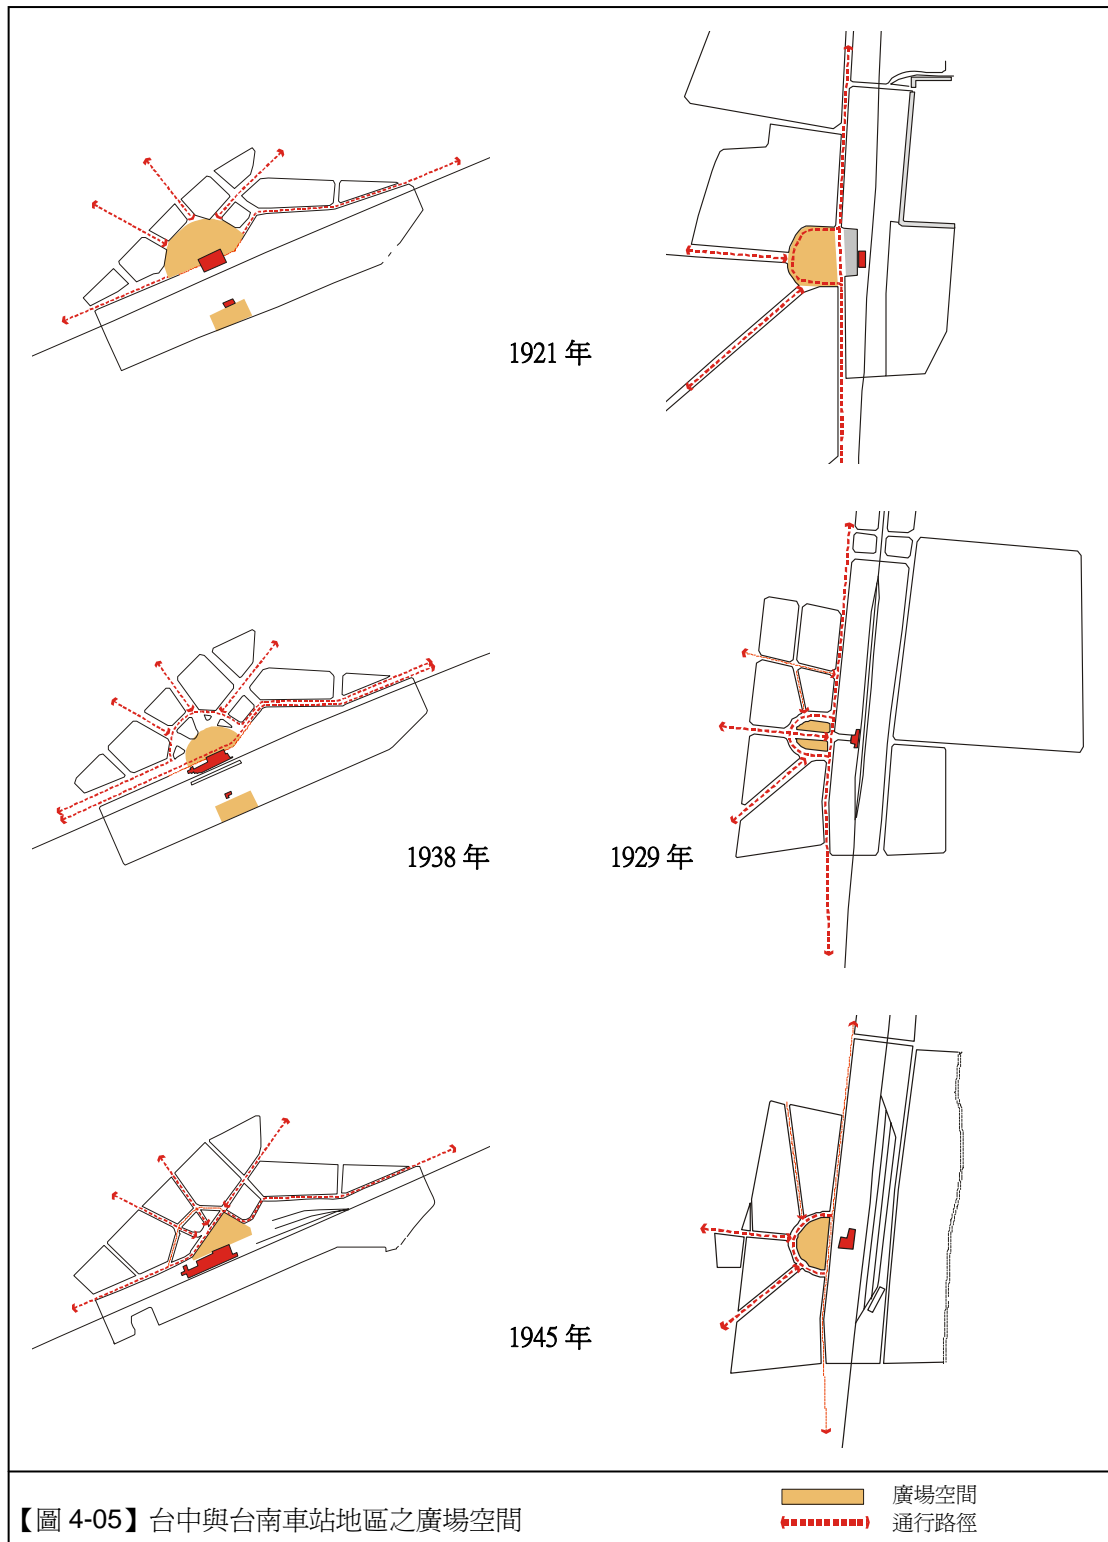 1921 年
1938 年
1929 年
1945 年
【圖 4-05】台中與台南車站地區之廣場空間
廣場空間
通行路徑